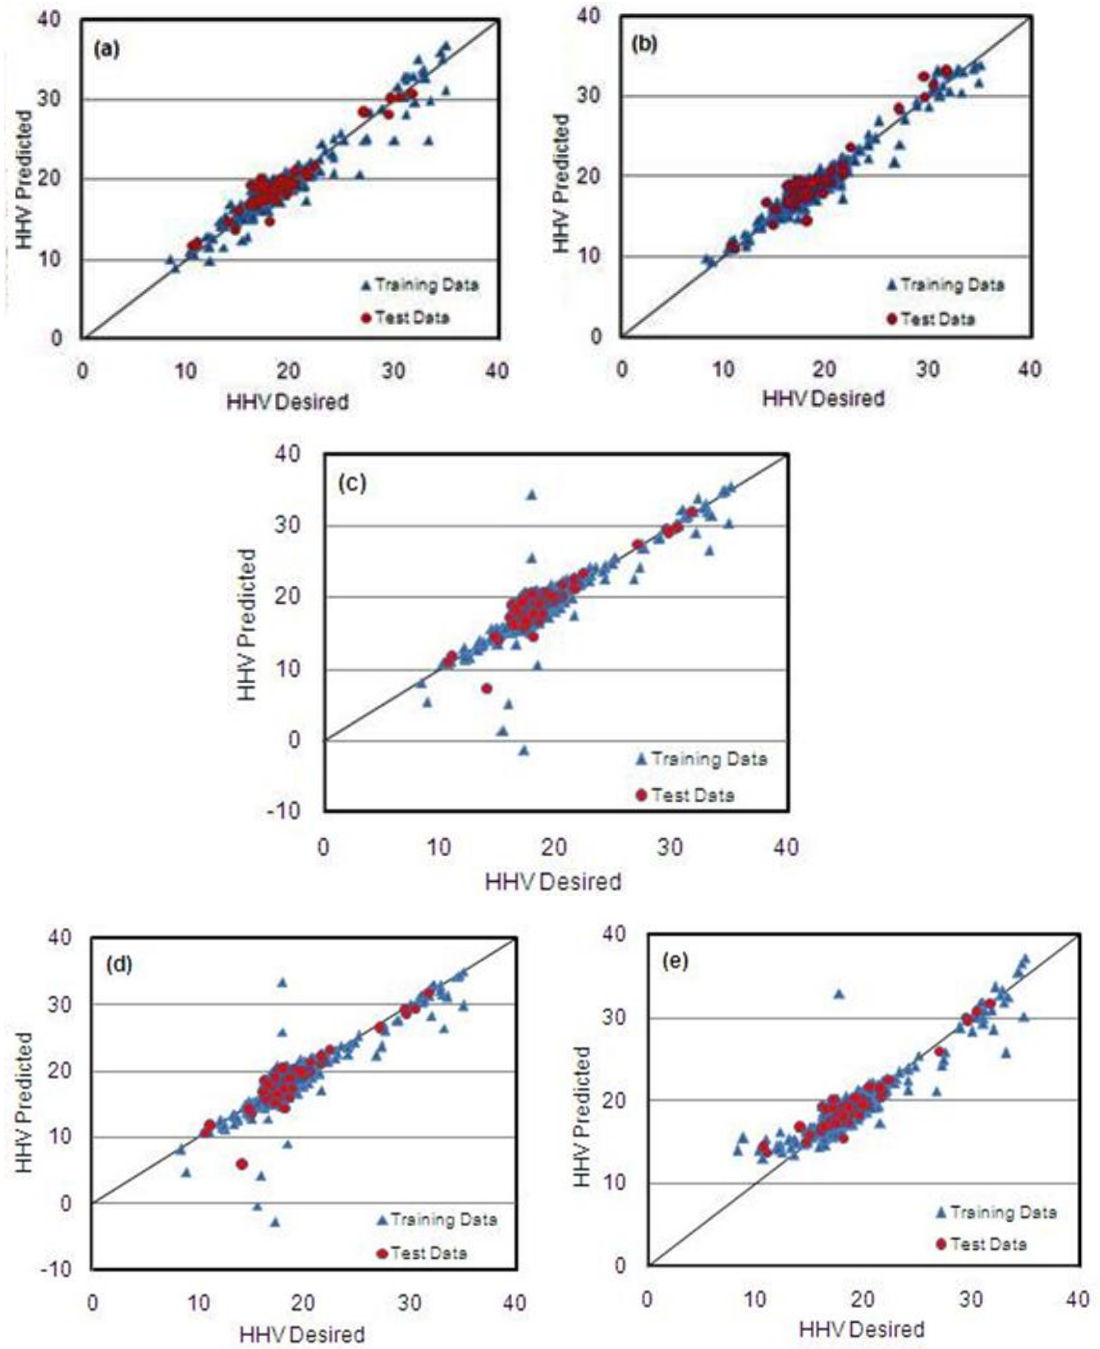 (a)
40
30
20
10
0
HHV Predicted
Training Data
Test Data
0 10 20 30 40
HHV Desired
(b)
40
30
20
10
0
HHV Predicted
Training Data
Test Data
0 10 20 30 40
HHV Desired
(c)
40
30
20
10
0
-10
HHV Predicted
Training Data
Test Data
0 10 20 30 40
HHV Desired
(d)
40
30
20
10
0
-10
HHV Predicted
Training Data
Test Data
0 10 20 30 40
HHV Desired
(e)
40
30
20
10
0
HHV Predicted
Training Data
Test Data
0 10 20 30 40
HHV Desired